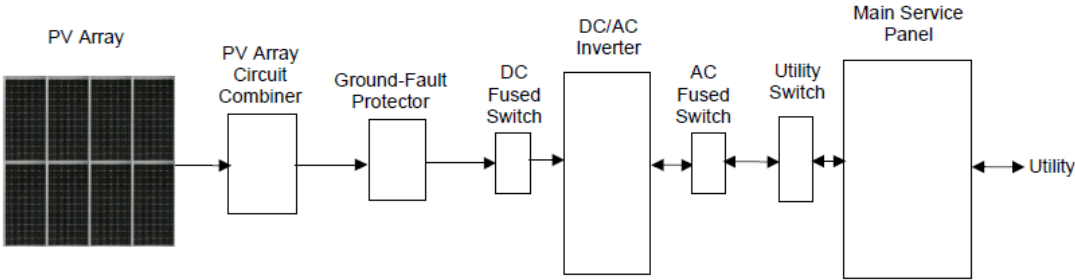 PV Array
PV Array
Circuit
Combiner
Ground-Fault
Protector
DC
Fused
Switch
DC/AC
Inverter
AC
Fused
Switch
Utility
Switch
Main Service
Panel
Utility